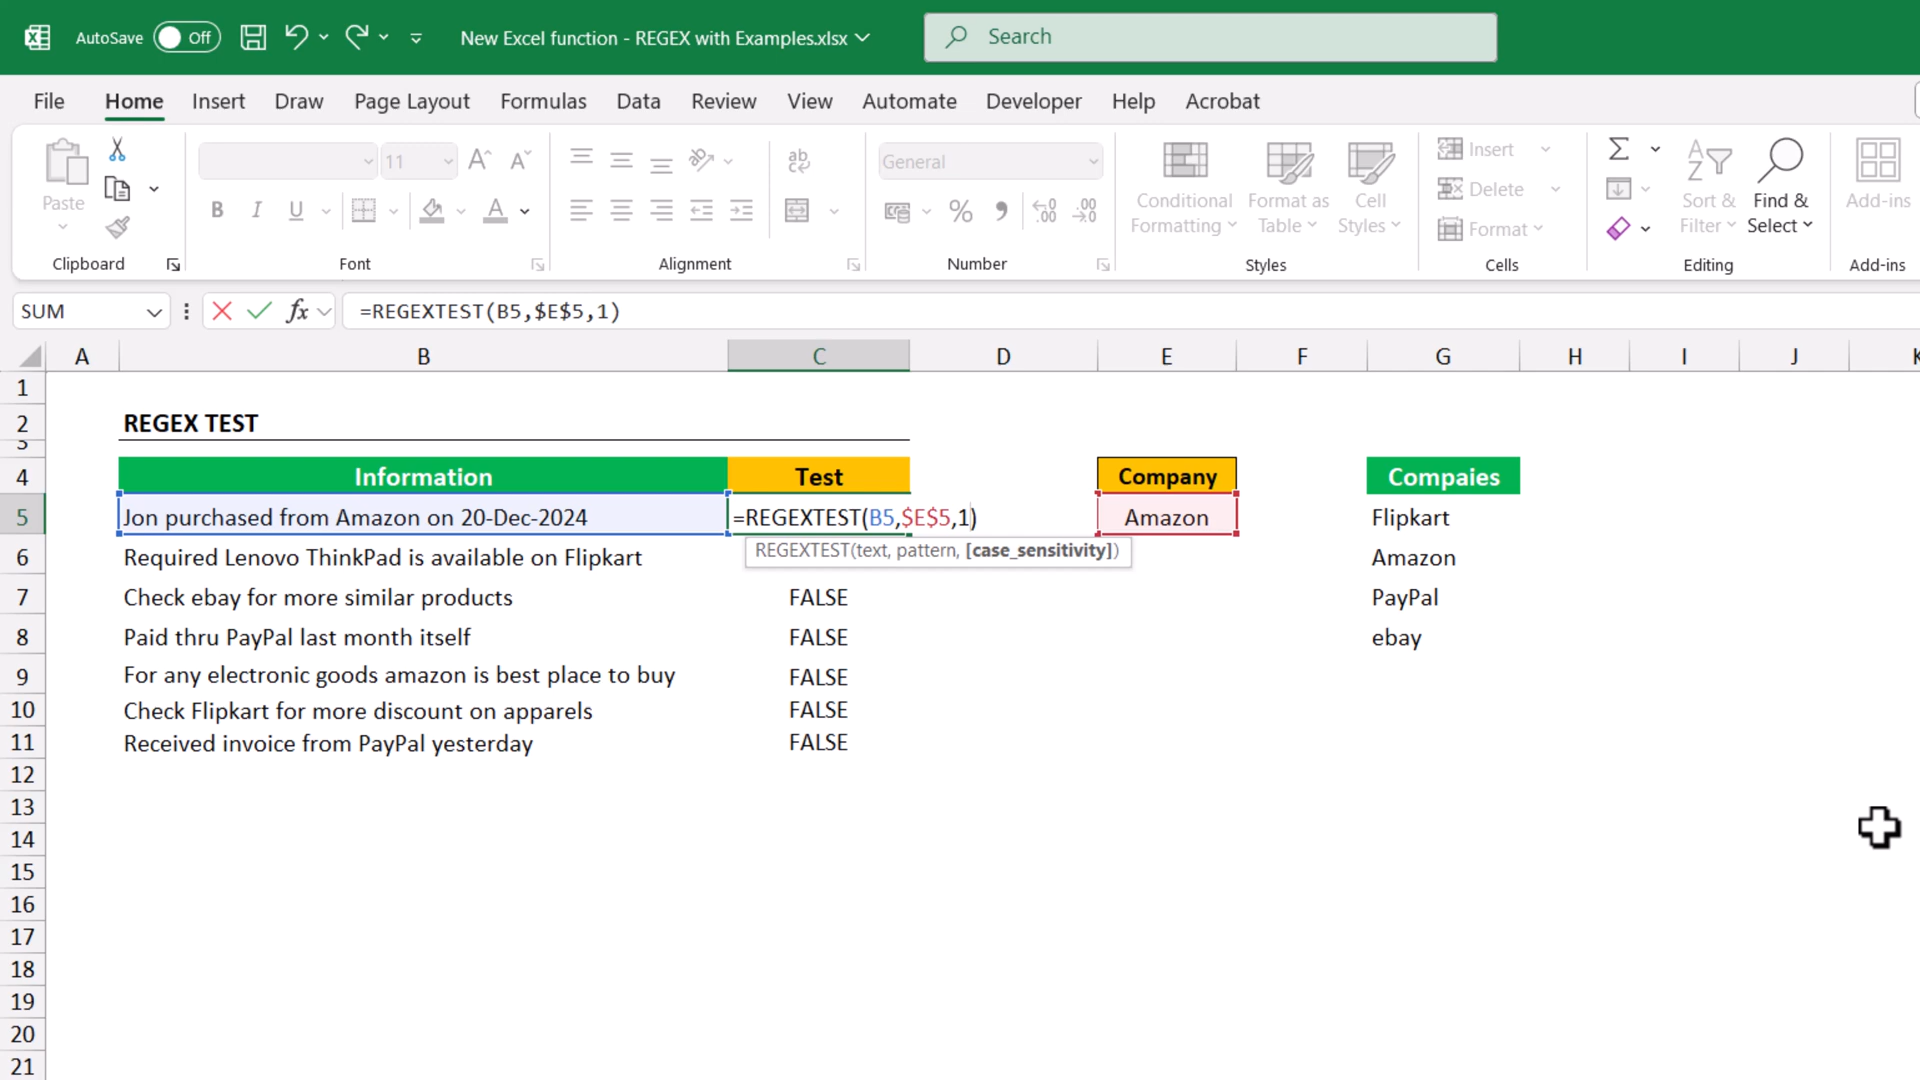 AutoSave Off New Excel function - REGEX with Examples.xlsx Search
File Home Insert Draw Page Layout Formulas Data Review View Automate Developer Help Acrobat
Paste
Clipboard
11
B I U
Font
ab
Alignment
General
% 9 .00
Number
Conditional Formatting
Format as Table
Cell Styles
Styles
Insert
Delete
Format
Cells
Sort & Filter
Find & Select
Editing
Add-ins
Add-ins
SUM fx =REGEXTEST(B5,$E$5,1)
A B C D E F G H I J K
1
2 REGEX TEST
3
4 Information Test Company Compaies
5 Jon purchased from Amazon on 20-Dec-2024 =REGEXTEST(B5,$E$5,1) Amazon Flipkart
REGEXTEST(text, pattern, [case_sensitivity])
6 Required Lenovo ThinkPad is available on Flipkart Amazon
7 Check ebay for more similar products FALSE PayPal
8 Paid thru PayPal last month itself FALSE ebay
9 For any electronic goods amazon is best place to buy FALSE
10 Check Flipkart for more discount on apparels FALSE
11 Received invoice from PayPal yesterday FALSE
12
13
14
15
16
17
18
19
20
21